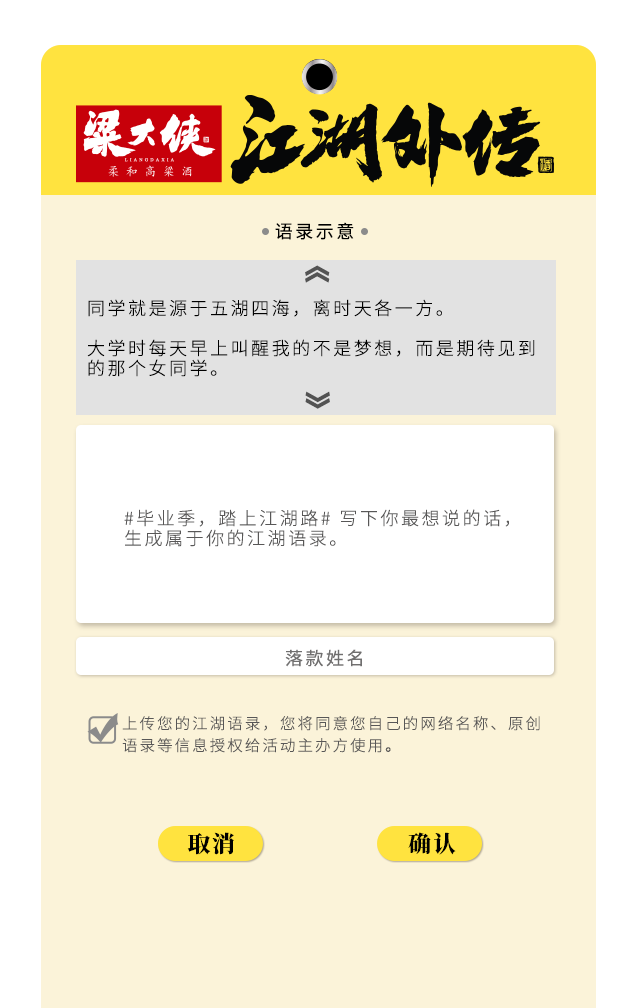 梁大侠
LIANGDAXIA
柔和高粱酒
江湖外传
语录示意
同学就是源于五湖四海，离时天各一方。
大学时每天早上叫醒我的不是梦想，而是期待见到
的那个女同学。
#毕业季，踏上江湖路# 写下你最想说的话，
生成属于你的江湖语录。
落款姓名
上传您的江湖语录，您将同意您自己的网络名称、原创
语录等信息授权给活动主办方使用。
取消
确认